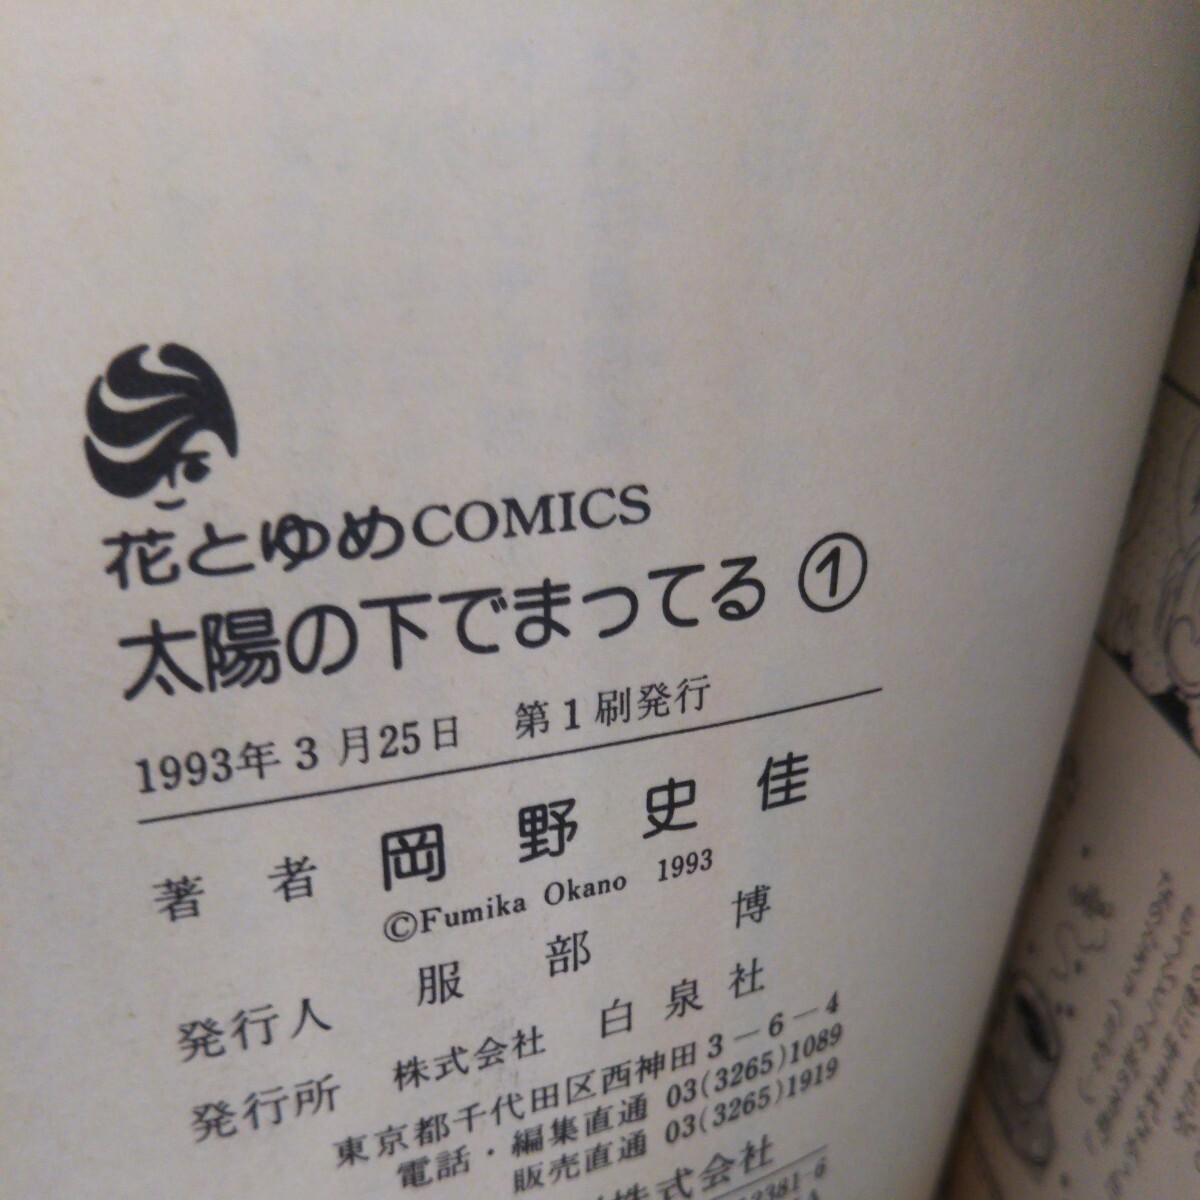 花とゆめCOMICS
太陽の下でまってる ①
1993年3月25日 第1刷発行
著者 岡野史佳
©Fumika Okano 1993
発行人 服部博
発行所 株式会社 白泉社
東京都千代田区西神田3-6-4
電話・編集直通 03(3265)1089
販売直通 03(3265)1919
株式会社